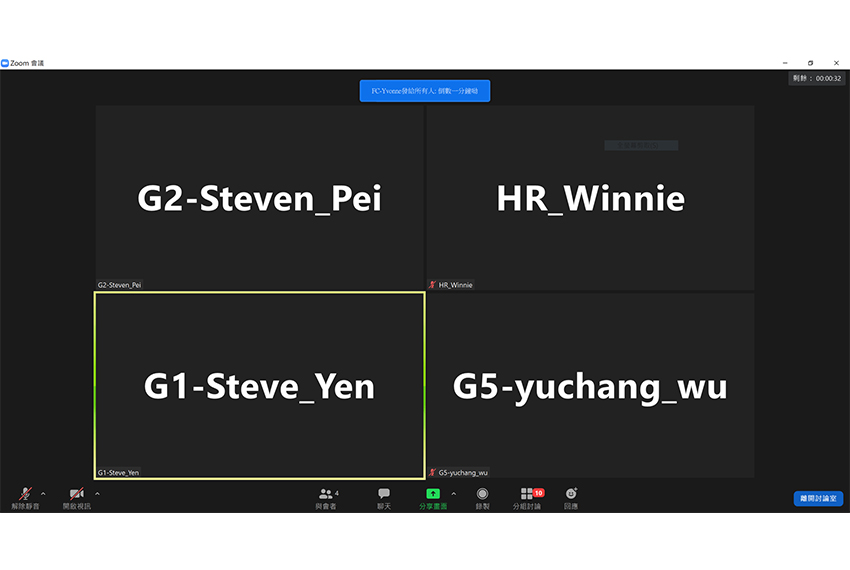 Zoom 會議
剩餘： 00:00:32
FC-Yvonne發給所有人: 倒數一分鐘呦
G2-Steven_Pei
HR_Winnie
G2-Steven_Pei
HR_Winnie
G1-Steve_Yen
G5-yuchang_wu
G1-Steve_Yen
G5-yuchang_wu
4
10
解除靜音
開啟視訊
與會者
聊天
分享畫面
錄製
分組討論
回應
離開討論室